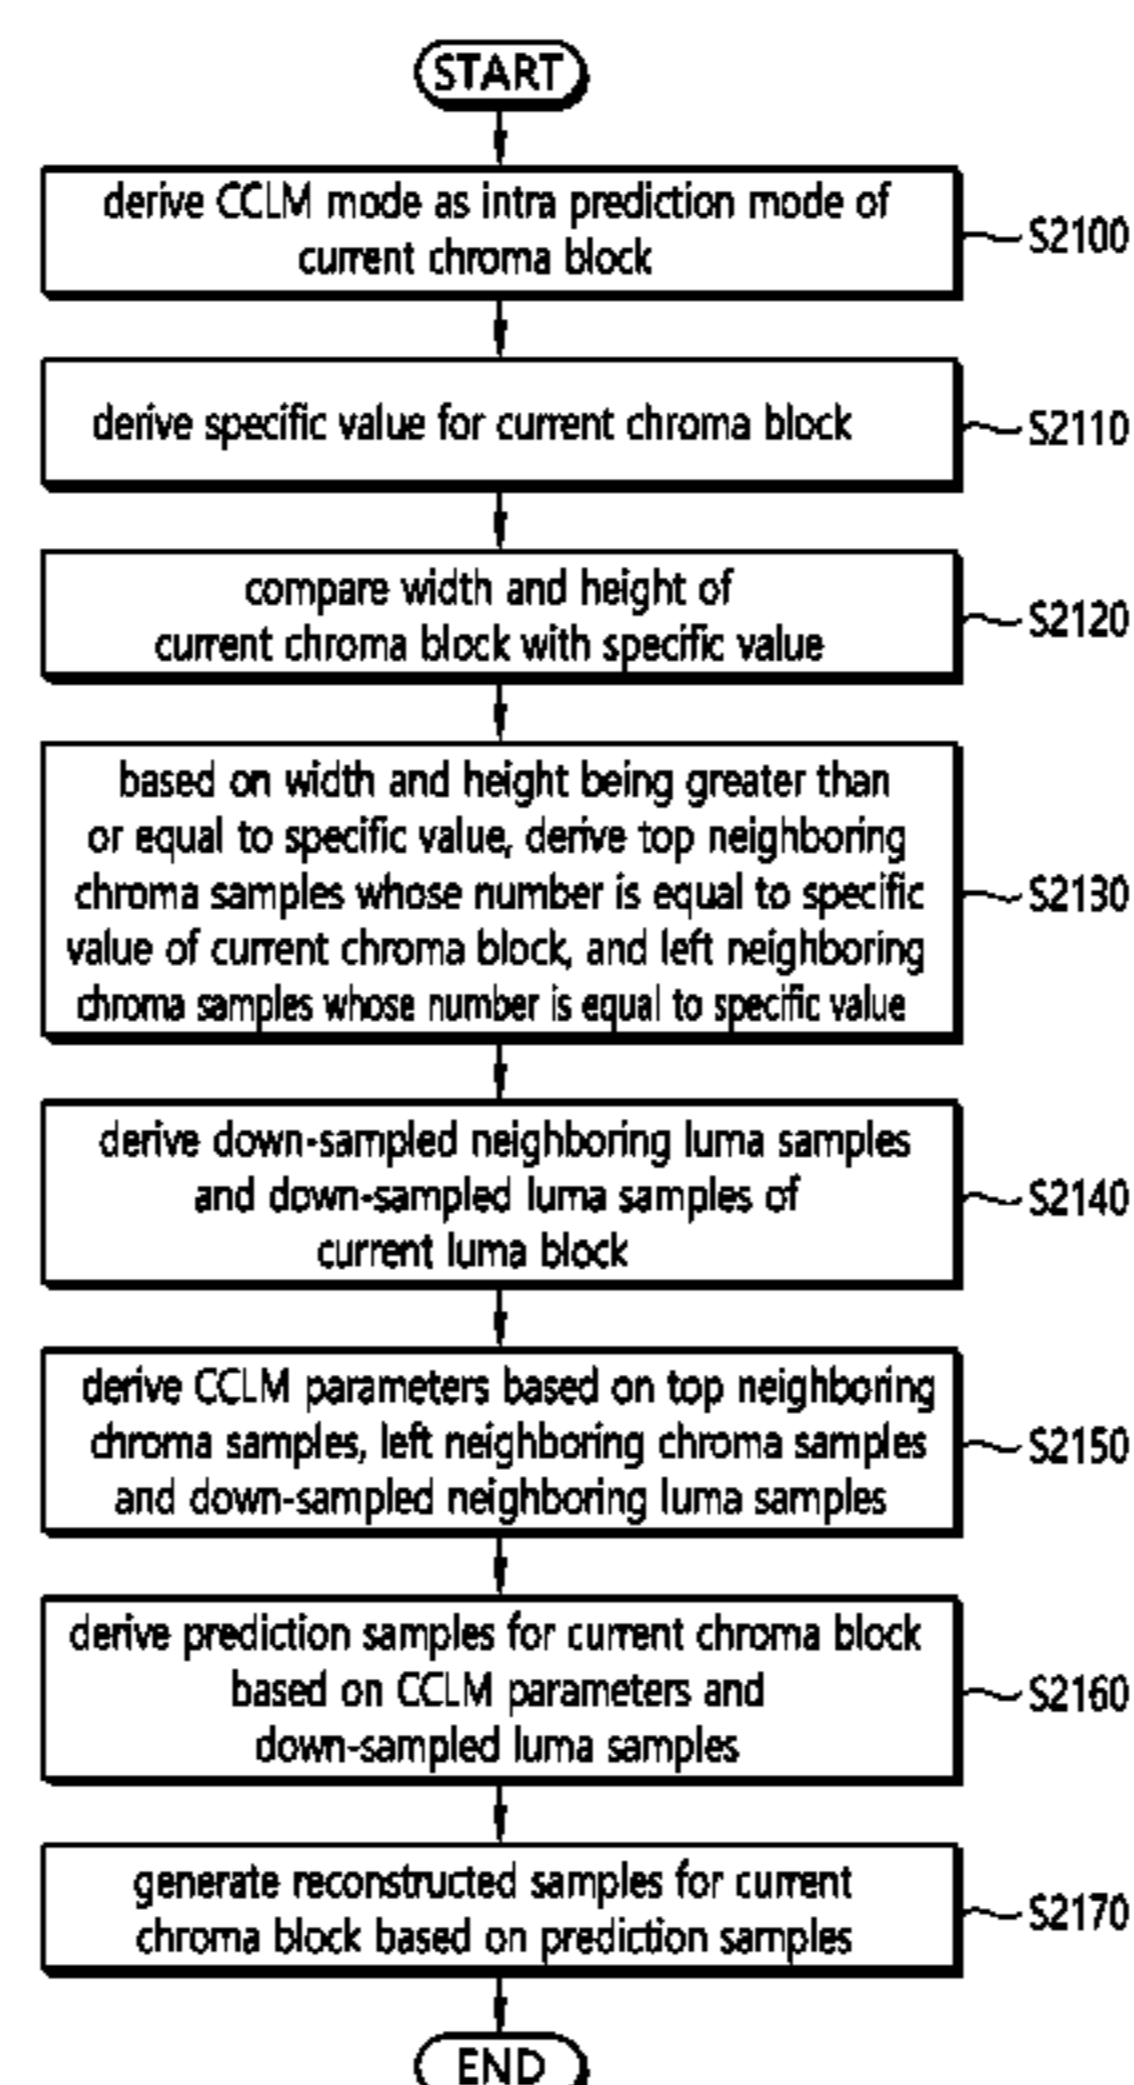 START
derive CCLM mode as intra prediction mode of
current chroma block
S2100
derive specific value for current chroma block
S2110
compare width and height of
current chroma block with specific value
S2120
based on width and height being greater than
or equal to specific value, derive top neighboring
chroma samples whose number is equal to specific
value of current chroma block, and left neighboring
chroma samples whose number is equal to specific value
S2130
derive down-sampled neighboring luma samples
and down-sampled luma samples of
current luma block
S2140
derive CCLM parameters based on top neighboring
chroma samples, left neighboring chroma samples
and down-sampled neighboring luma samples
S2150
derive prediction samples for current chroma block
based on CCLM parameters and
down-sampled luma samples
S2160
generate reconstructed samples for current
chroma block based on prediction samples
S2170
END